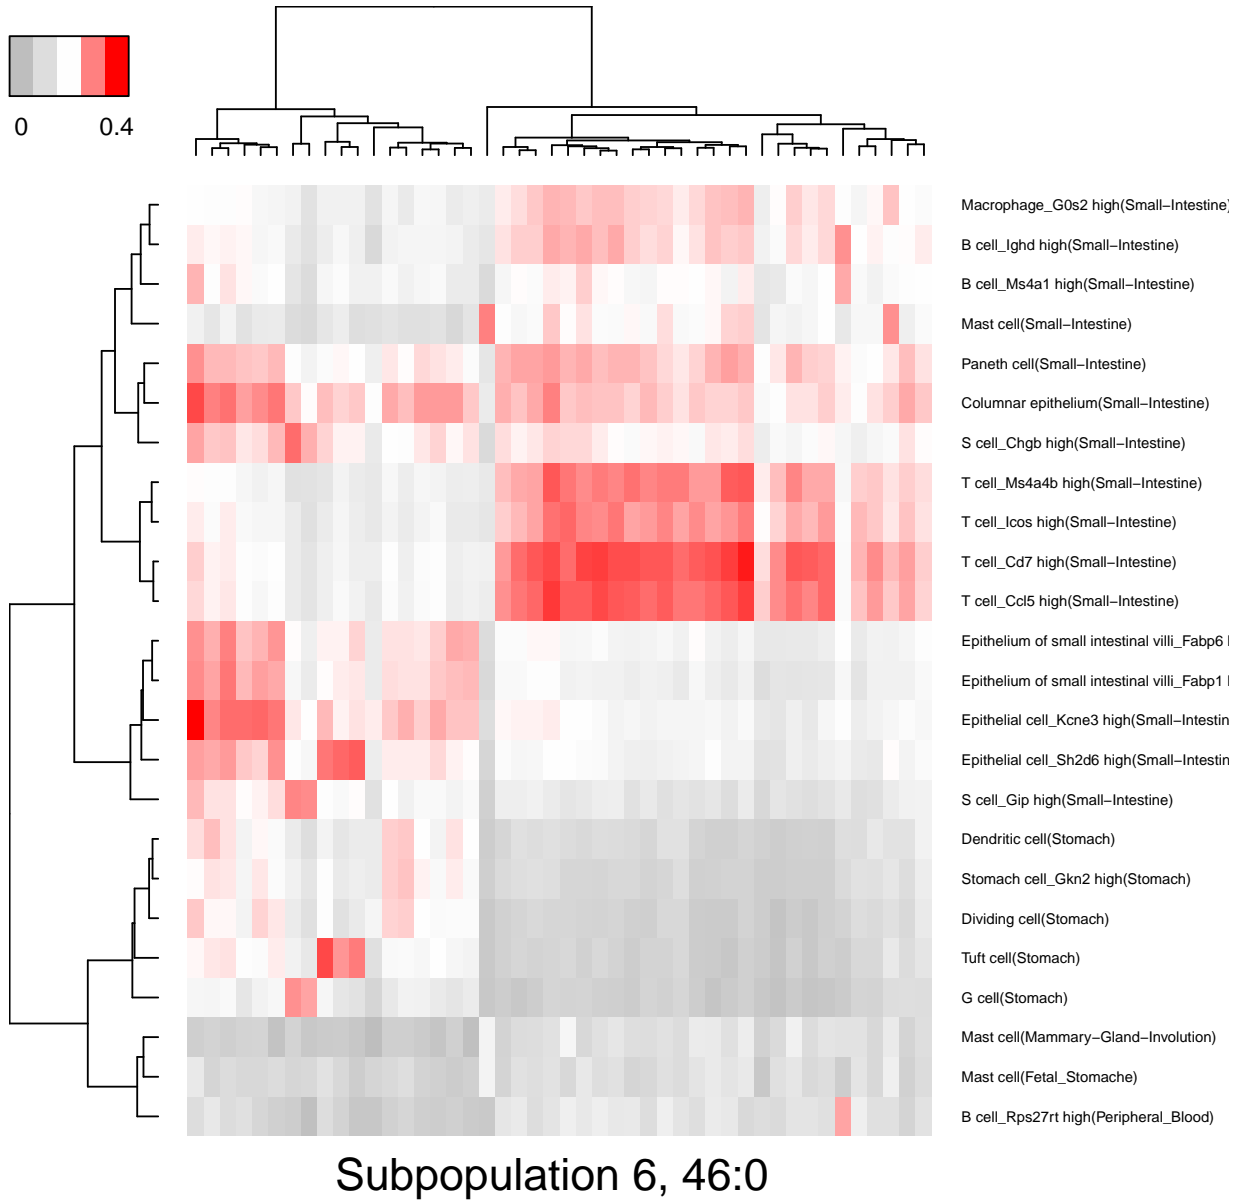 0 0.4
Macrophage_G0s2 high(Small−Intestine)
B cell_Ighd high(Small−Intestine)
B cell_Ms4a1 high(Small−Intestine)
Mast cell(Small−Intestine)
Paneth cell(Small−Intestine)
Columnar epithelium(Small−Intestine)
S cell_Chgb high(Small−Intestine)
T cell_Ms4a4b high(Small−Intestine)
T cell_Icos high(Small−Intestine)
T cell_Cd7 high(Small−Intestine)
T cell_Ccl5 high(Small−Intestine)
Epithelium of small intestinal villi_Fabp6
Epithelium of small intestinal villi_Fabp1
Epithelial cell_Kcne3 high(Small−Intestin
Epithelial cell_Sh2d6 high(Small−Intestin
S cell_Gip high(Small−Intestine)
Dendritic cell(Stomach)
Stomach cell_Gkn2 high(Stomach)
Dividing cell(Stomach)
Tuft cell(Stomach)
G cell(Stomach)
Mast cell(Mammary−Gland−Involution)
Mast cell(Fetal_Stomache)
B cell_Rps27rt high(Peripheral_Blood)
Subpopulation 6, 46:0